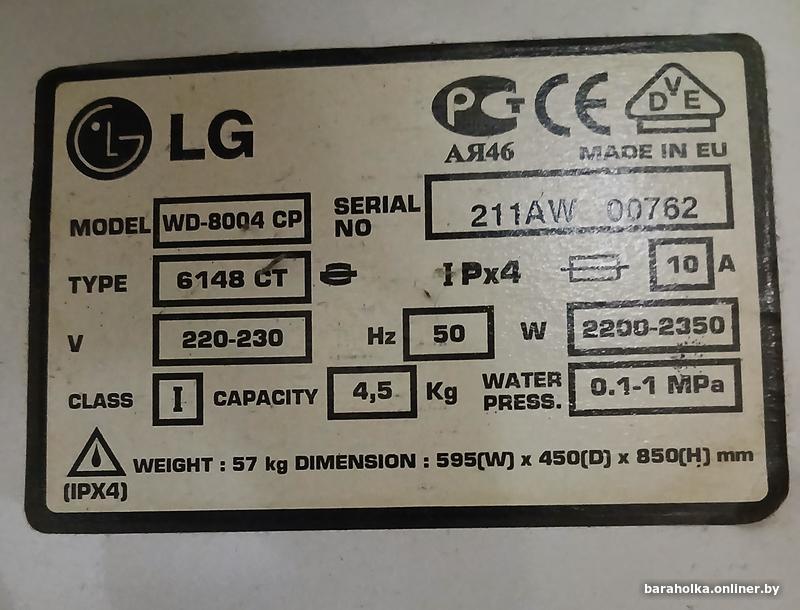 LG
PCT CE DVE
АЯ46 MADE IN EU
MODEL WD-8004 CP SERIAL NO 211AW 00762
TYPE 6148 CT IPx4 10 A
V 220-230 Hz 50 W 2200-2350
CLASS I CAPACITY 4,5 Kg WATER PRESS. 0.1-1 MPa
WEIGHT : 57 kg DIMENSION : 595(W) x 450(D) x 850(H) mm
(IPX4)
baraholka.onliner.by